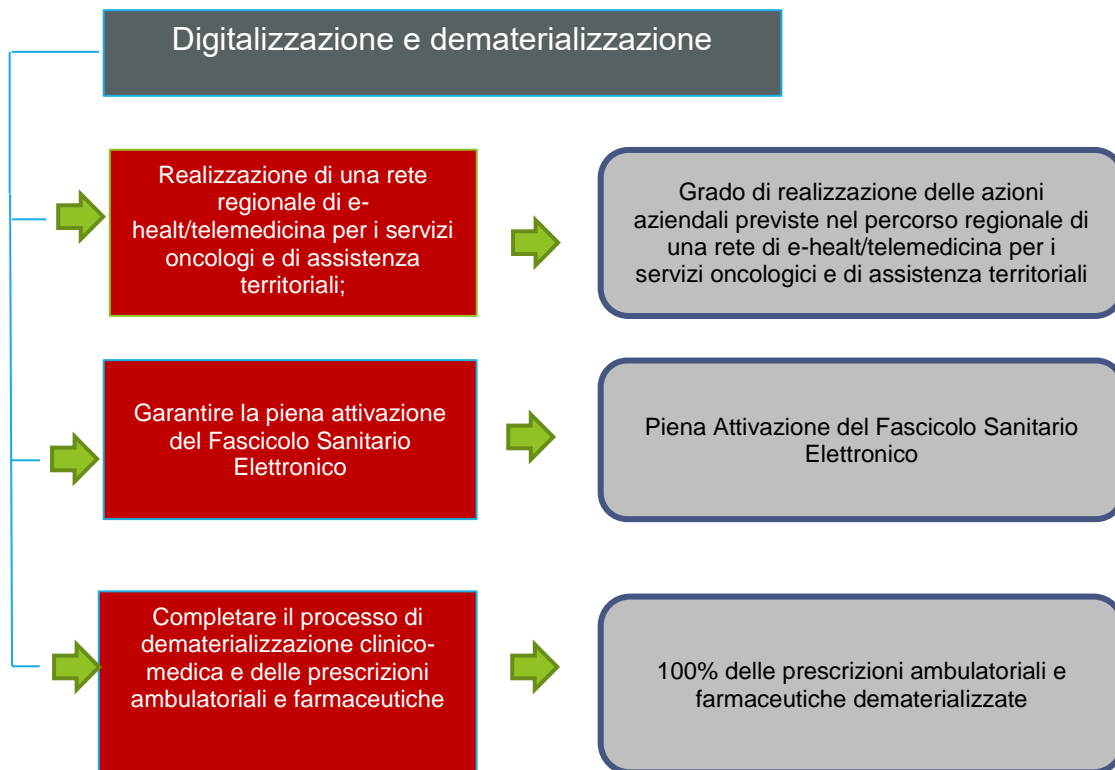 Digitalizzazione e dematerializzazione
Realizzazione di una rete
regionale di e-
healt/telemedicina per i servizi
oncologi e di assistenza
territoriali;
Grado di realizzazione delle azioni
aziendali previste nel percorso regionale di
una rete di e-healt/telemedicina per i
servizi oncologici e di assistenza territoriali
Garantire la piena attivazione
del Fascicolo Sanitario
Elettronico
Piena Attivazione del Fascicolo Sanitario
Elettronico
Completare il processo di
dematerializzazione clinico-
medica e delle prescrizioni
ambulatoriali e farmaceutiche
100% delle prescrizioni ambulatoriali e
farmaceutiche dematerializzate